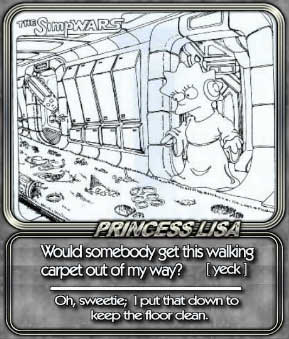 THE SimpWARS
PRINCESS LISA
Would somebody get this walking
carpet out of my way? [yeck]
Oh, sweetie; I put that down to
keep the floor clean.